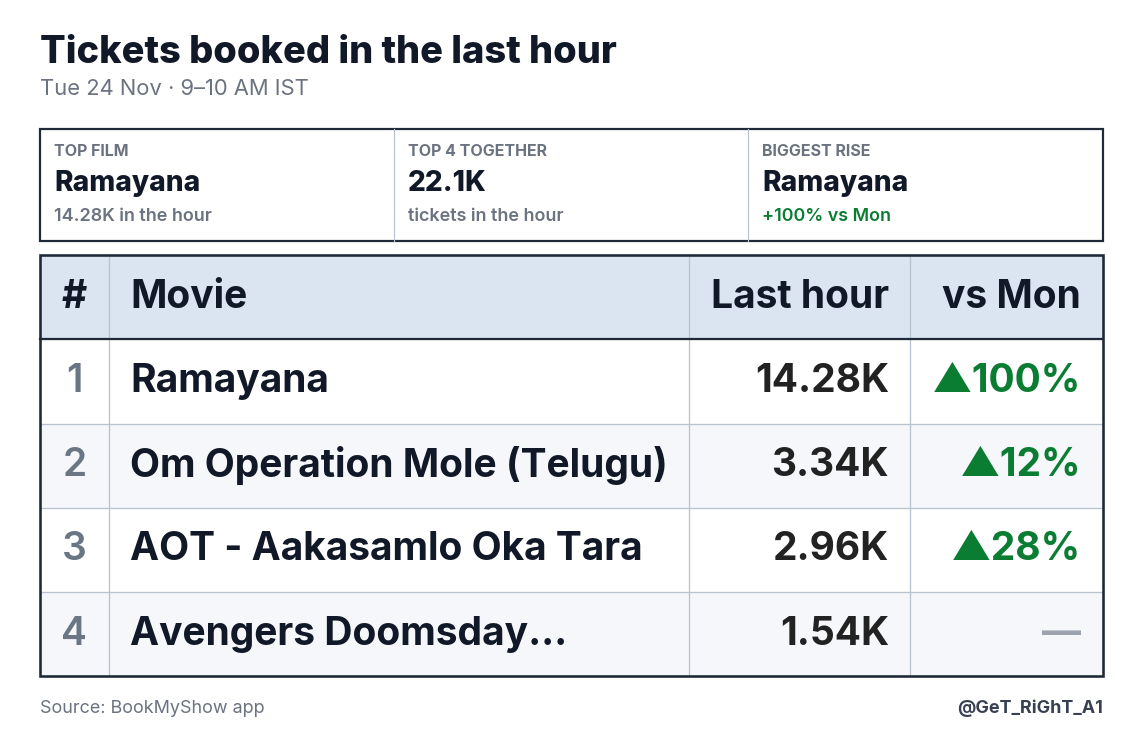 Tickets booked in the last hour
Tue 24 Nov · 9–10 AM IST
TOP FILM
Ramayana
14.28K in the hour
TOP 4 TOGETHER
22.1K
tickets in the hour
BIGGEST RISE
Ramayana
+100% vs Mon
# Movie Last hour vs Mon
1 Ramayana 14.28K ▲100%
2 Om Operation Mole (Telugu) 3.34K ▲12%
3 AOT - Aakasamlo Oka Tara 2.96K ▲28%
4 Avengers Doomsday... 1.54K —
Source: BookMyShow app
@GeT_RiGhT_A1